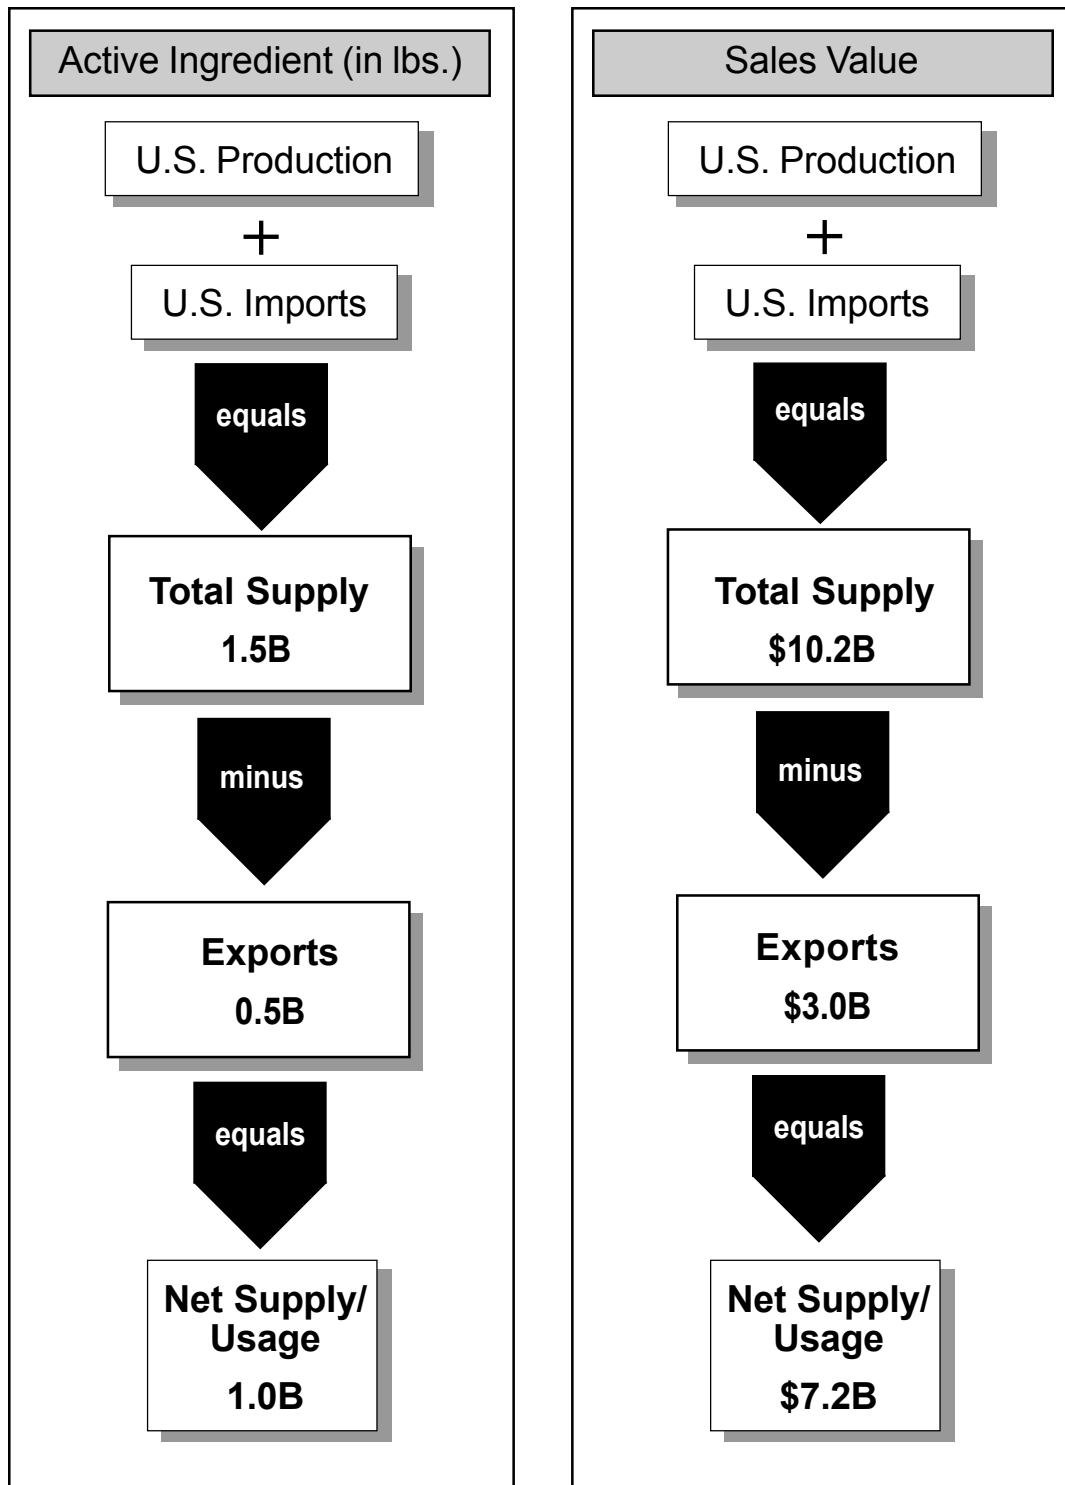 Active Ingredient (in lbs.)
U.S. Production
+
U.S. Imports
equals
Total Supply
1.5B
minus
Exports
0.5B
equals
Net Supply/
Usage
1.0B
Sales Value
U.S. Production
+
U.S. Imports
equals
Total Supply
$10.2B
minus
Exports
$3.0B
equals
Net Supply/
Usage
$7.2B